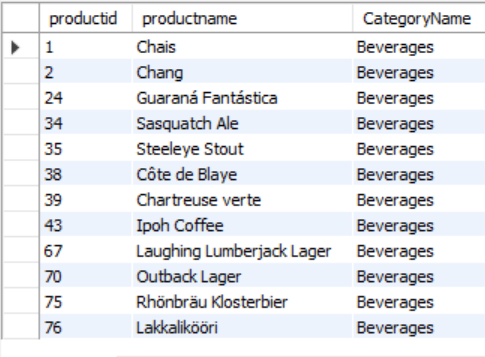 productid productname CategoryName
1 Chais Beverages
2 Chang Beverages
24 Guaraná Fantástica Beverages
34 Sasquatch Ale Beverages
35 Steeleye Stout Beverages
38 Côte de Blaye Beverages
39 Chartreuse verte Beverages
43 Ipoh Coffee Beverages
67 Laughing Lumberjack Lager Beverages
70 Outback Lager Beverages
75 Rhönbräu Klosterbier Beverages
76 Lakkalikööri Beverages